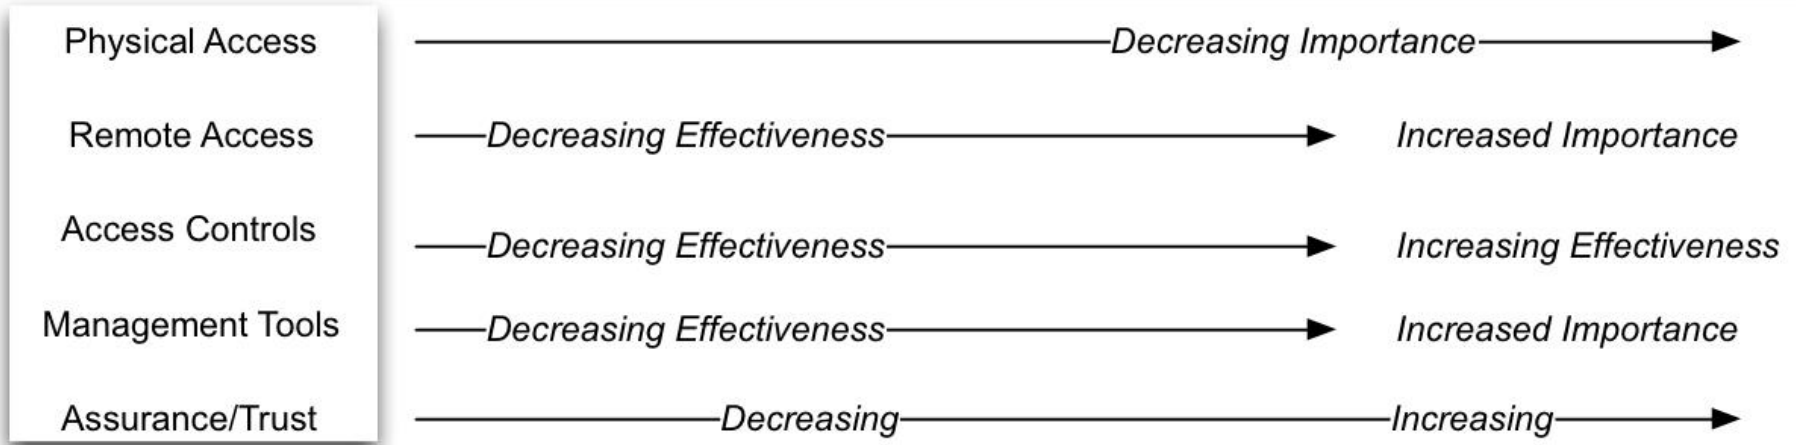 Physical Access Decreasing Importance
Remote Access Decreasing Effectiveness Increased Importance
Access Controls Decreasing Effectiveness Increasing Effectiveness
Management Tools Decreasing Effectiveness Increased Importance
Assurance/Trust Decreasing Increasing